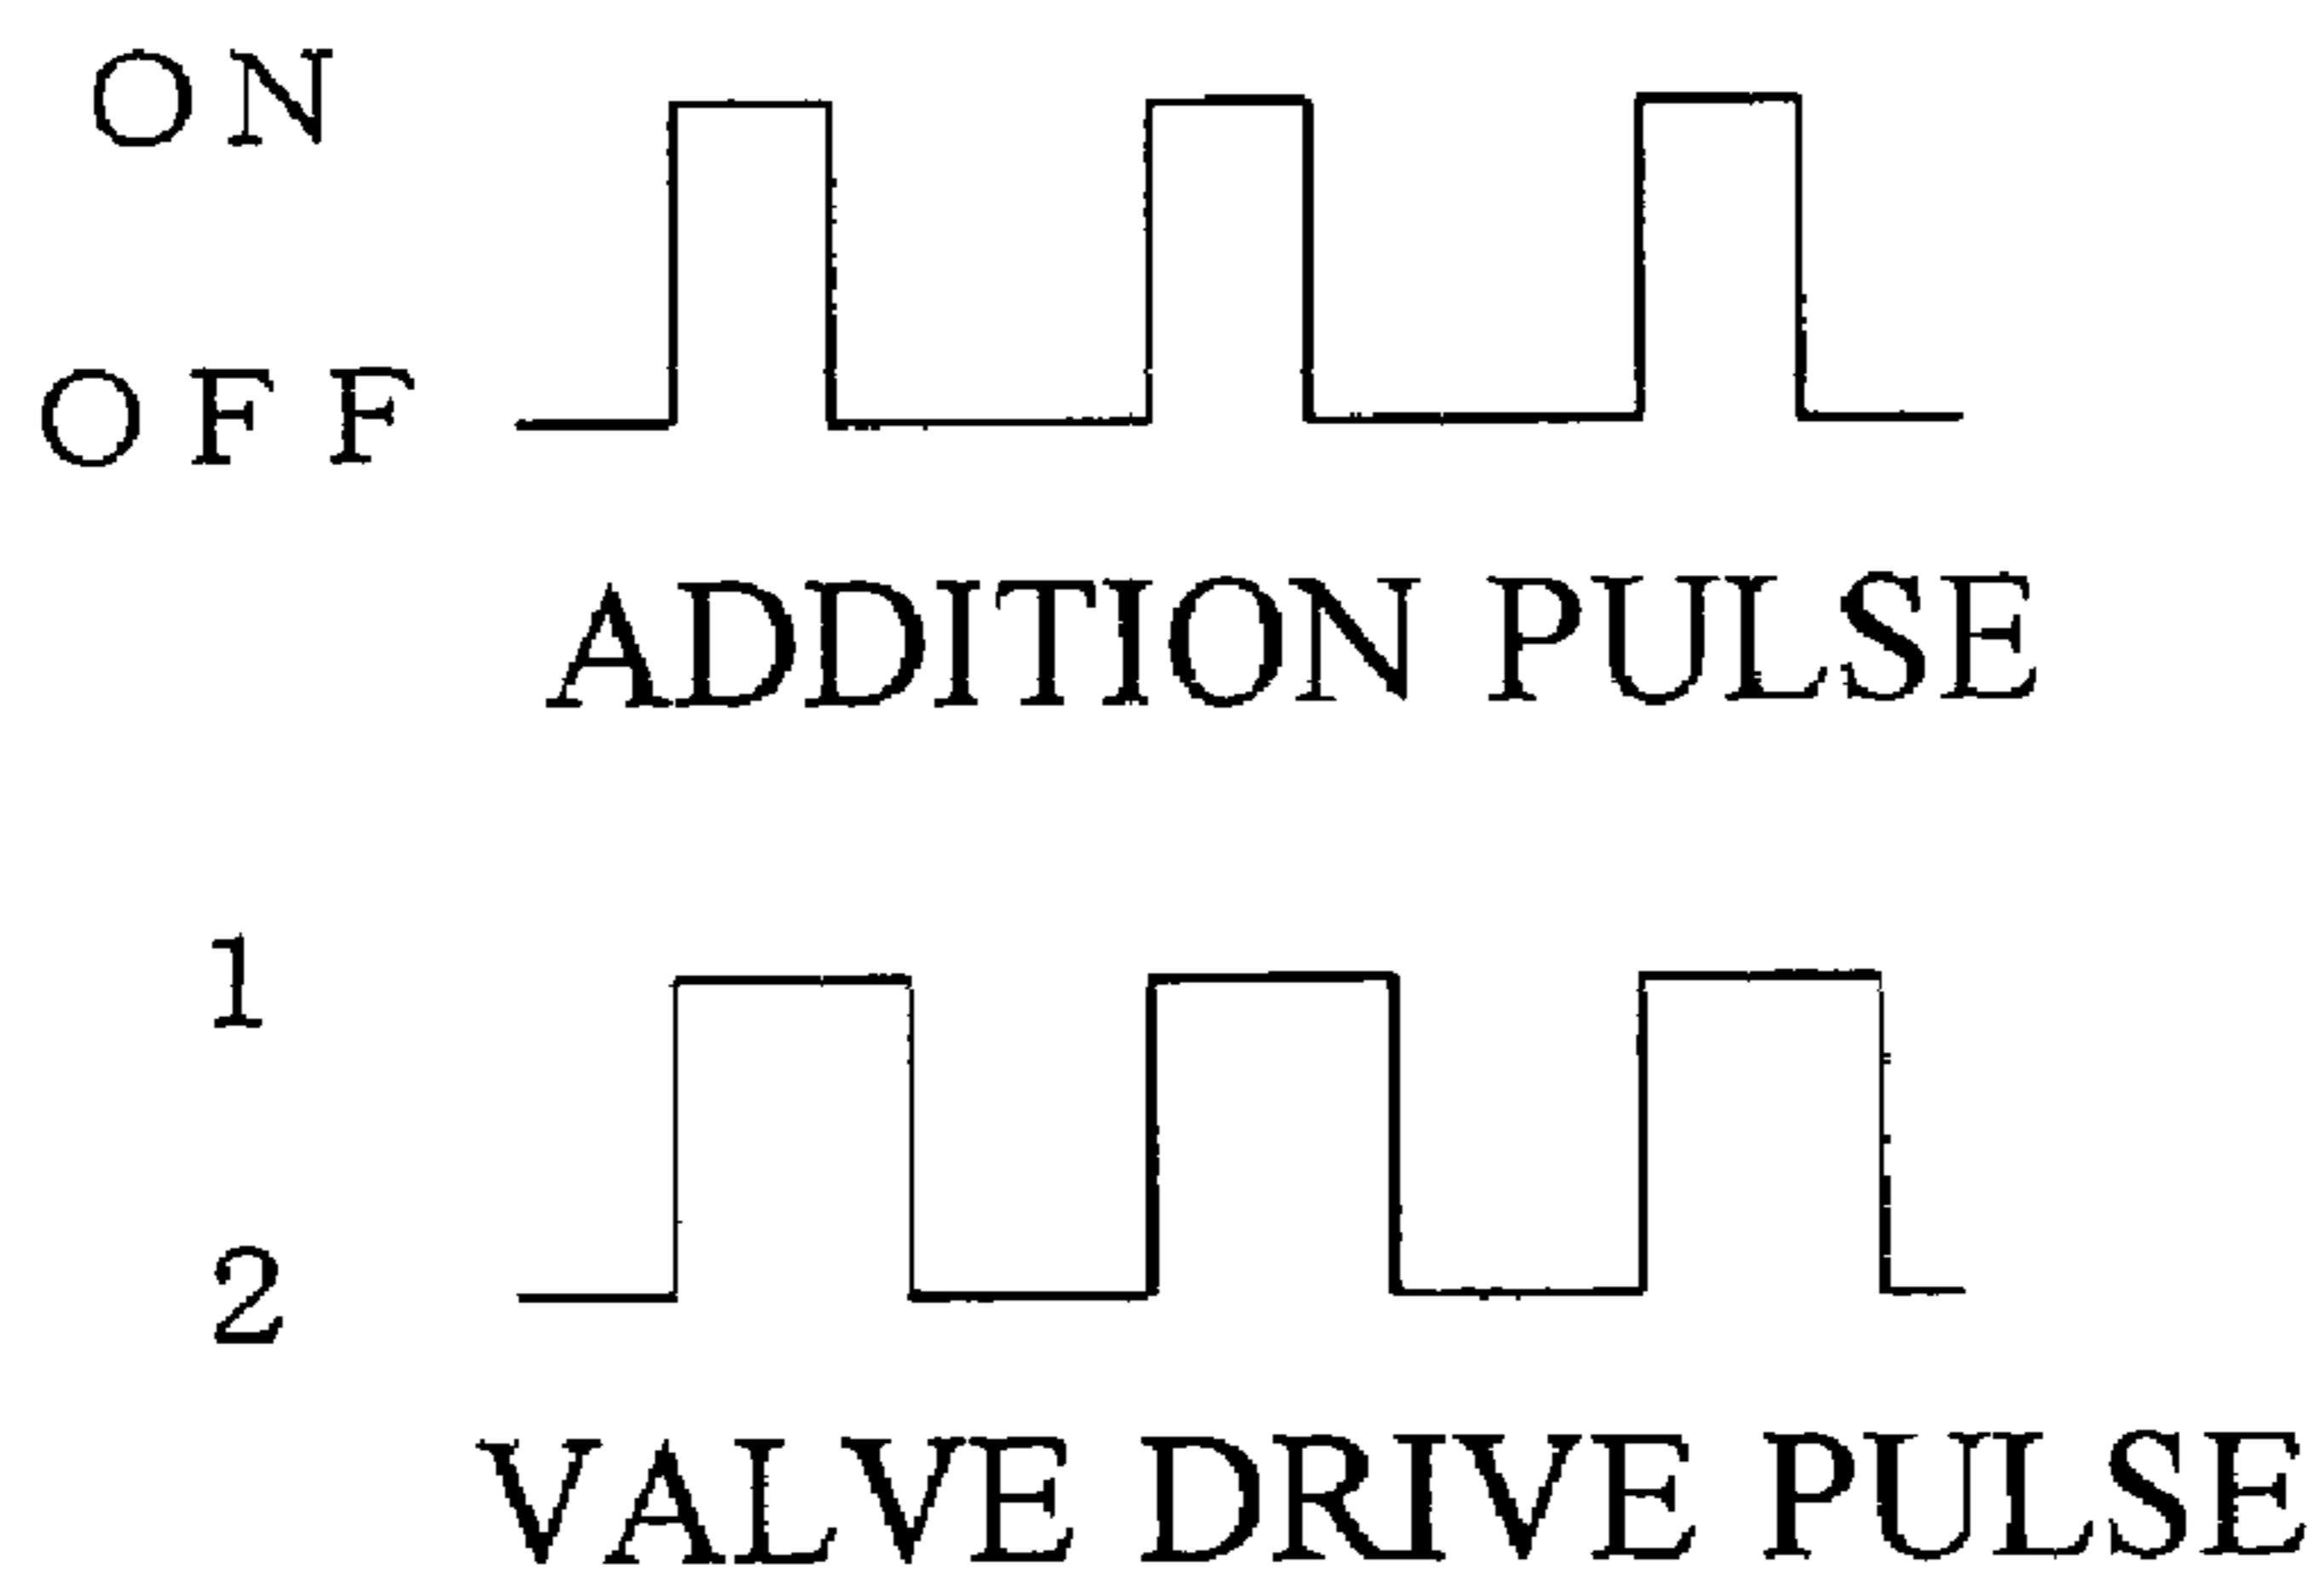 ON
OFF
ADDITION PULSE
1
2
VALVE DRIVE PULSE